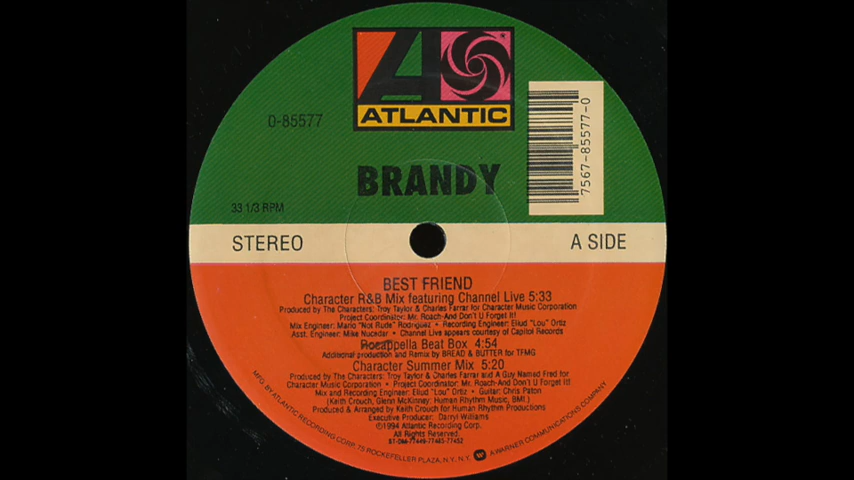 ATLANTIC
D-85577
7567-85577-0
BRANDY
33 1/3 RPM
STEREO
A SIDE
BEST FRIEND
Character R&B Mix featuring Channel Live 5:33
Produced by The Characters: Troy Taylor & Charles Farrar for Character Music Corporation
Project Coordinator: Mr. Roach-And Don't U Forget It!
Mix Engineer: Mario "Not Rude" Rodriguez • Recording Engineer: Eliud "Lou" Ortiz
Asst. Engineer: Mike Nuceder • Channel Live appears courtesy of Capitol Records
Rocappella Beat Box 4:54
Additional production and Remix by BREAD & BUTTER for TFMG
Character Summer Mix 5:20
Produced by The Characters: Troy Taylor & Charles Farrar and A Guy Named Fred for
Character Music Corporation • Project Coordinator: Mr. Roach-And Don't U Forget It!
Mix and Recording Engineer: Eliud "Lou" Ortiz • Guitar: Chris Paton
(Keith Crouch, Glenn McKinney: Human Rhythm Music, BMI.)
Produced & Arranged by Keith Crouch for Human Rhythm Productions
Executive Producer: Darryl Williams
©1994 Atlantic Recording Corp.
All Rights Reserved.
ST-DM-77449-77485-77452
MFG. BY ATLANTIC RECORDING CORP., 75 ROCKEFELLER PLAZA, N.Y. N.Y. A WARNER COMMUNICATIONS COMPANY